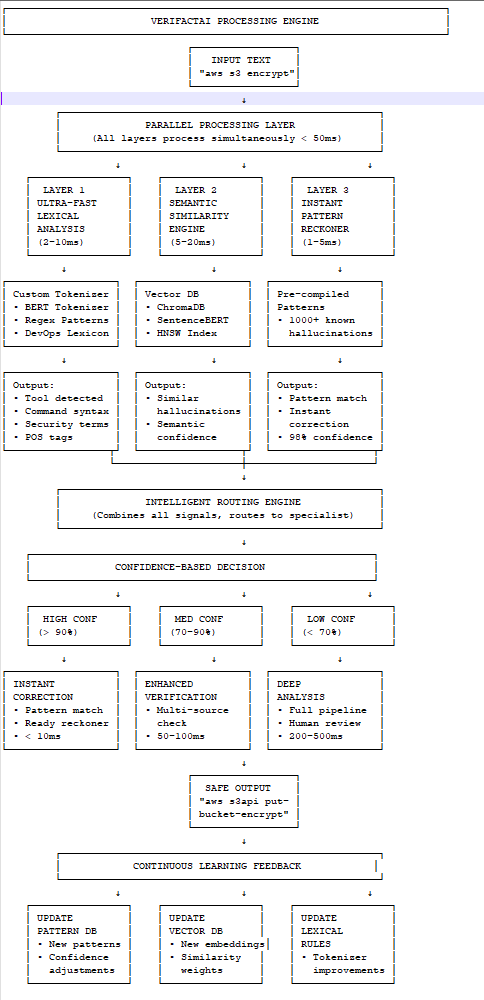 VERIFACTAI PROCESSING ENGINE
INPUT TEXT
"aws s3 encrypt"
↓
PARALLEL PROCESSING LAYER
(All layers process simultaneously < 50ms)
↓ ↓ ↓
LAYER 1
ULTRA-FAST
LEXICAL
ANALYSIS
(2-10ms)
LAYER 2
SEMANTIC
SIMILARITY
ENGINE
(5-20ms)
LAYER 3
INSTANT
PATTERN
RECKONER
(1-5ms)
↓ ↓ ↓
Custom Tokenizer
• BERT Tokenizer
• Regex Patterns
• DevOps Lexicon
Vector DB
• ChromaDB
• SentenceBERT
• HNSW Index
Pre-compiled
Patterns
• 1000+ known
hallucinations
↓ ↓ ↓
Output:
• Tool detected
• Command syntax
• Security terms
• POS tags
Output:
• Similar
hallucinations
• Semantic
confidence
Output:
• Pattern match
• Instant
correction
• 98% confidence
↓
INTELLIGENT ROUTING ENGINE
(Combines all signals, routes to specialist)
↓
CONFIDENCE-BASED DECISION
↓ ↓ ↓
HIGH CONF
(> 90%)
MED CONF
(70-90%)
LOW CONF
(< 70%)
↓ ↓ ↓
INSTANT
CORRECTION
• Pattern match
• Ready reckoner
• < 10ms
ENHANCED
VERIFICATION
• Multi-source
check
• 50-100ms
DEEP
ANALYSIS
• Full pipeline
• Human review
• 200-500ms
↓
SAFE OUTPUT
"aws s3api put-
bucket-encrypt"
↓
CONTINUOUS LEARNING FEEDBACK
↓ ↓ ↓
UPDATE
PATTERN DB
• New patterns
• Confidence
adjustments
UPDATE
VECTOR DB
• New embeddings
• Similarity
weights
UPDATE
LEXICAL
RULES
• Tokenizer
improvements